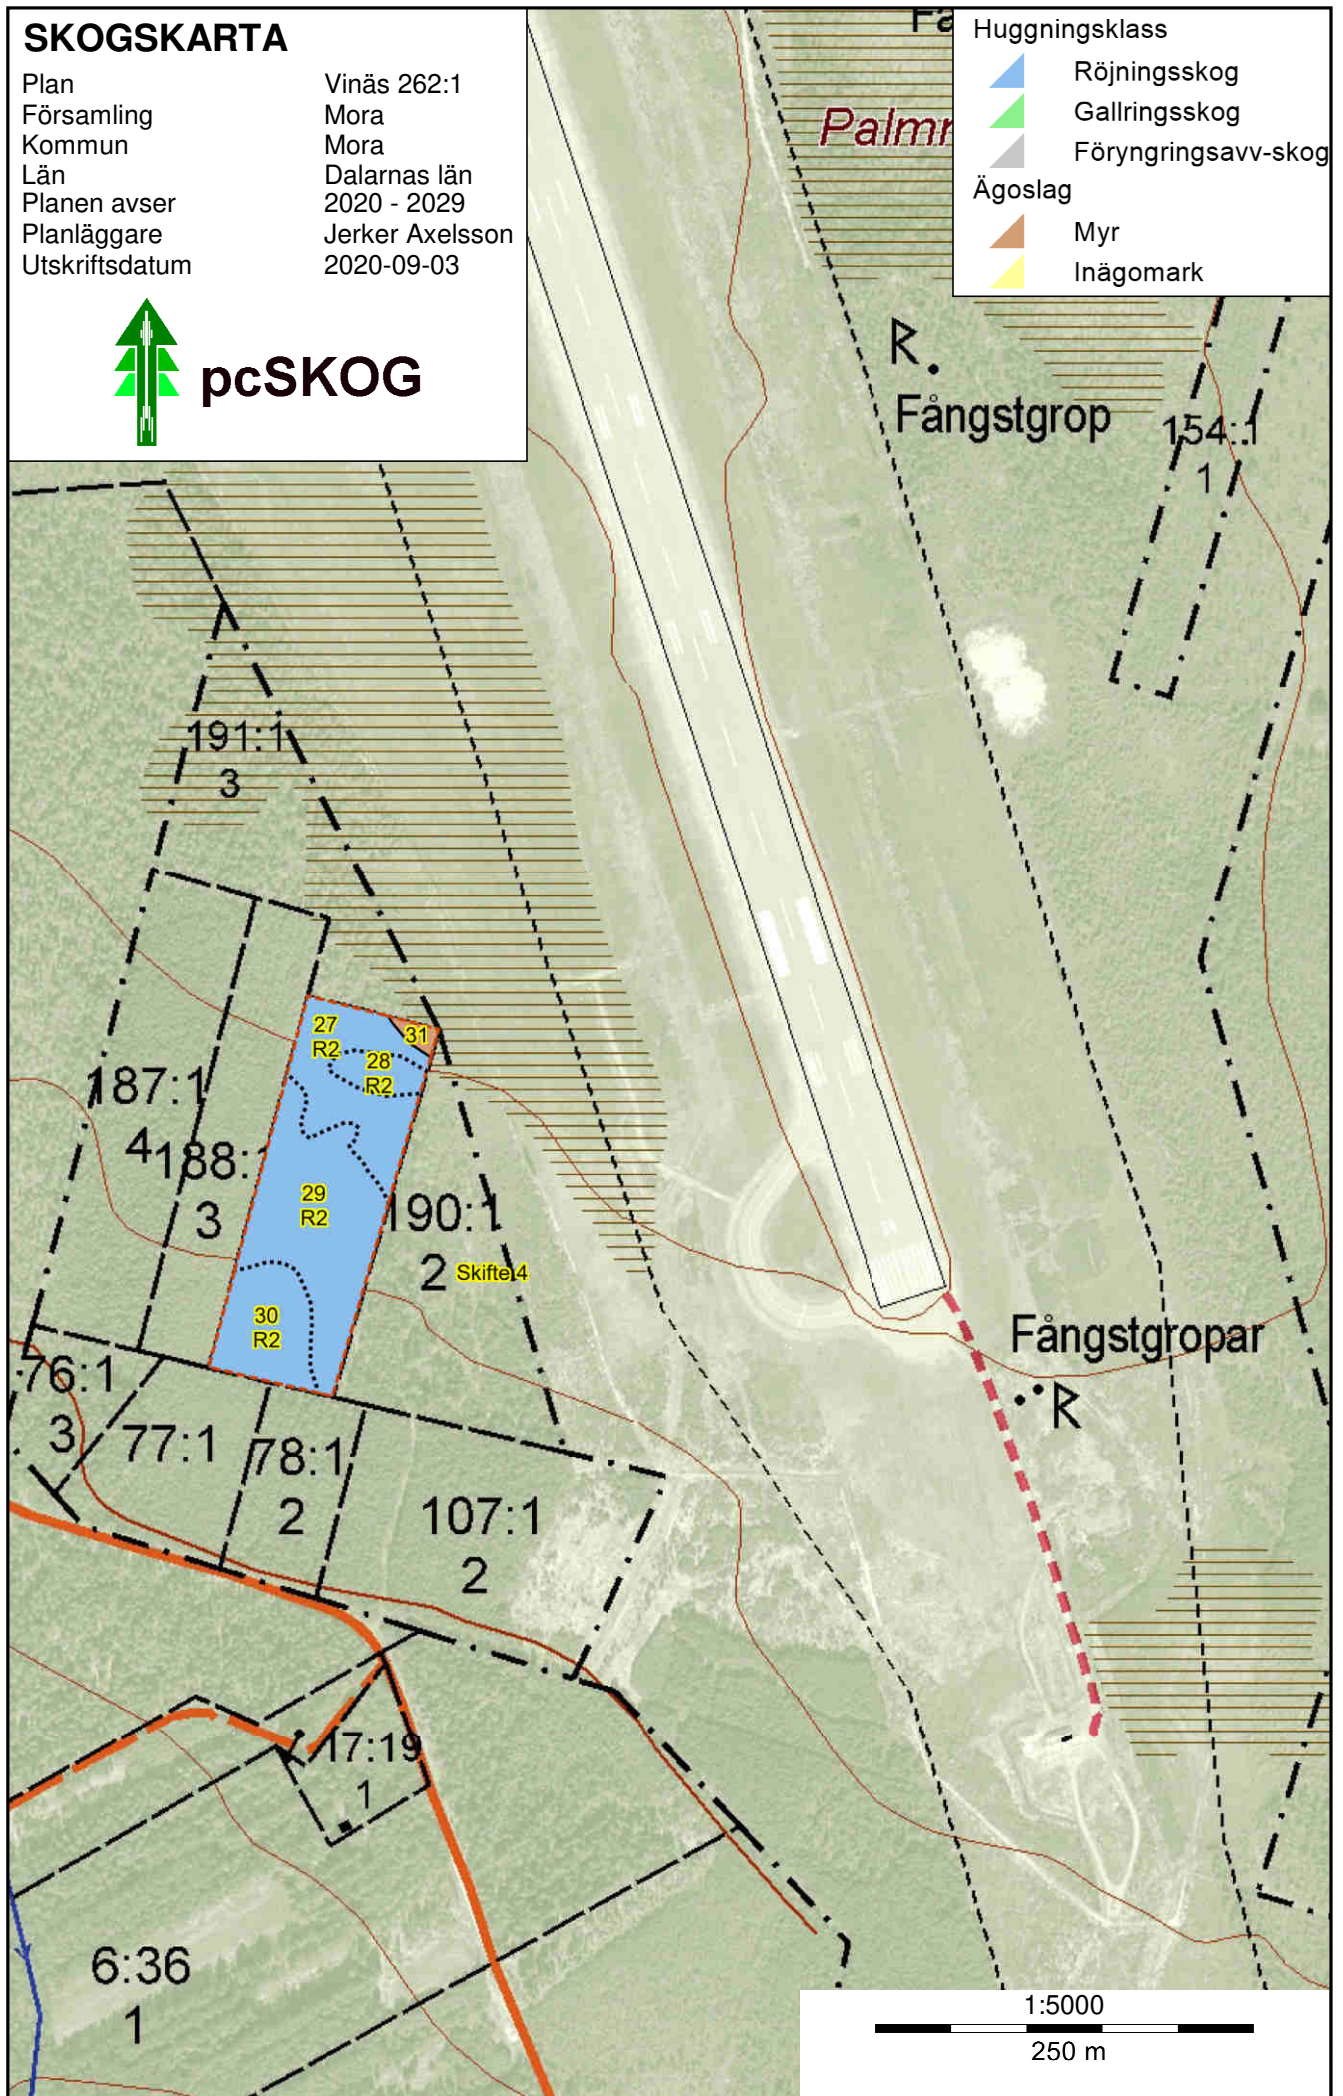 SKOGSKARTA
Plan Vinäs 262:1
Församling Mora
Kommun Mora
Län Dalarnas län
Planen avser 2020 - 2029
Planläggare Jerker Axelsson
Utskriftsdatum 2020-09-03
pcSKOG
Huggningsklass
Röjningsskog
Gallringsskog
Föryngringsavv-skog
Ägoslag
Myr
Inägomark
R
Fångstgrop
154:1
1
191:1
3
27
R2
31
28
R2
187:1
4
188:
3
29
R2
190:1
2
Skifte 4
30
R2
Fångstgropar
R
76:1
3
77:1
78:1
2
107:1
2
17:19
1
6:36
1
1:5000
250 m